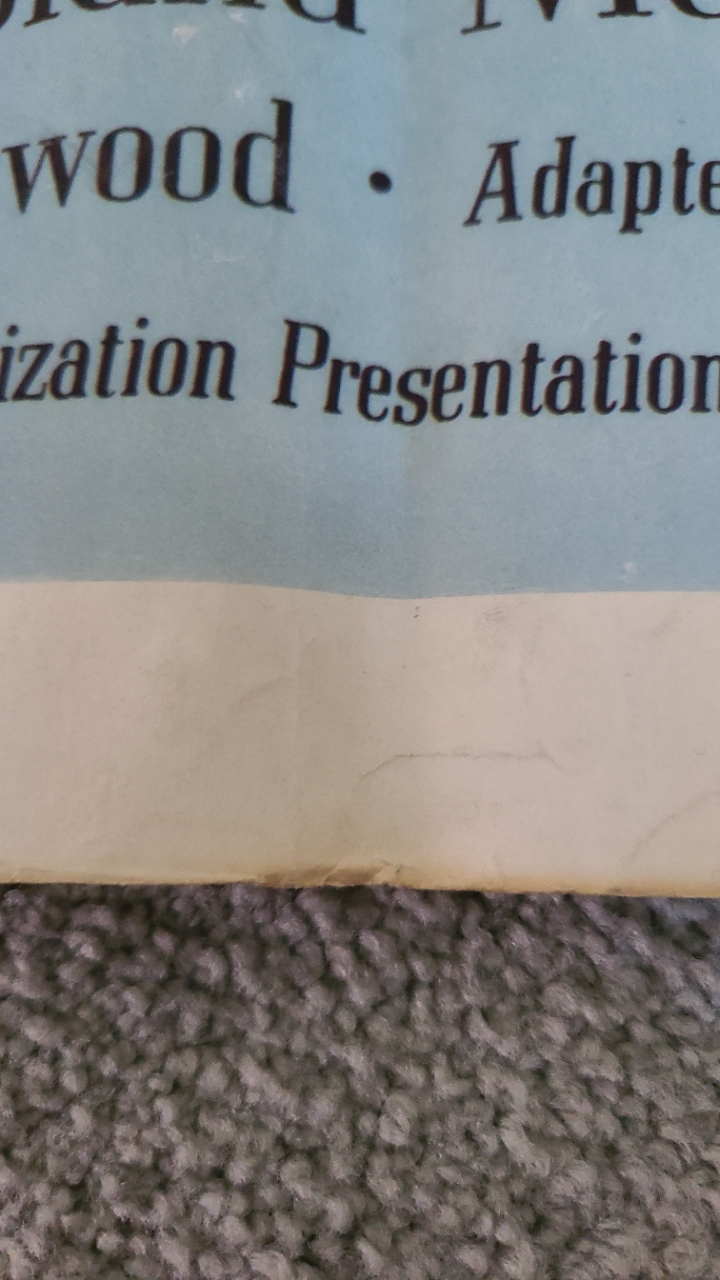 wood • Adapte
ization Presentation